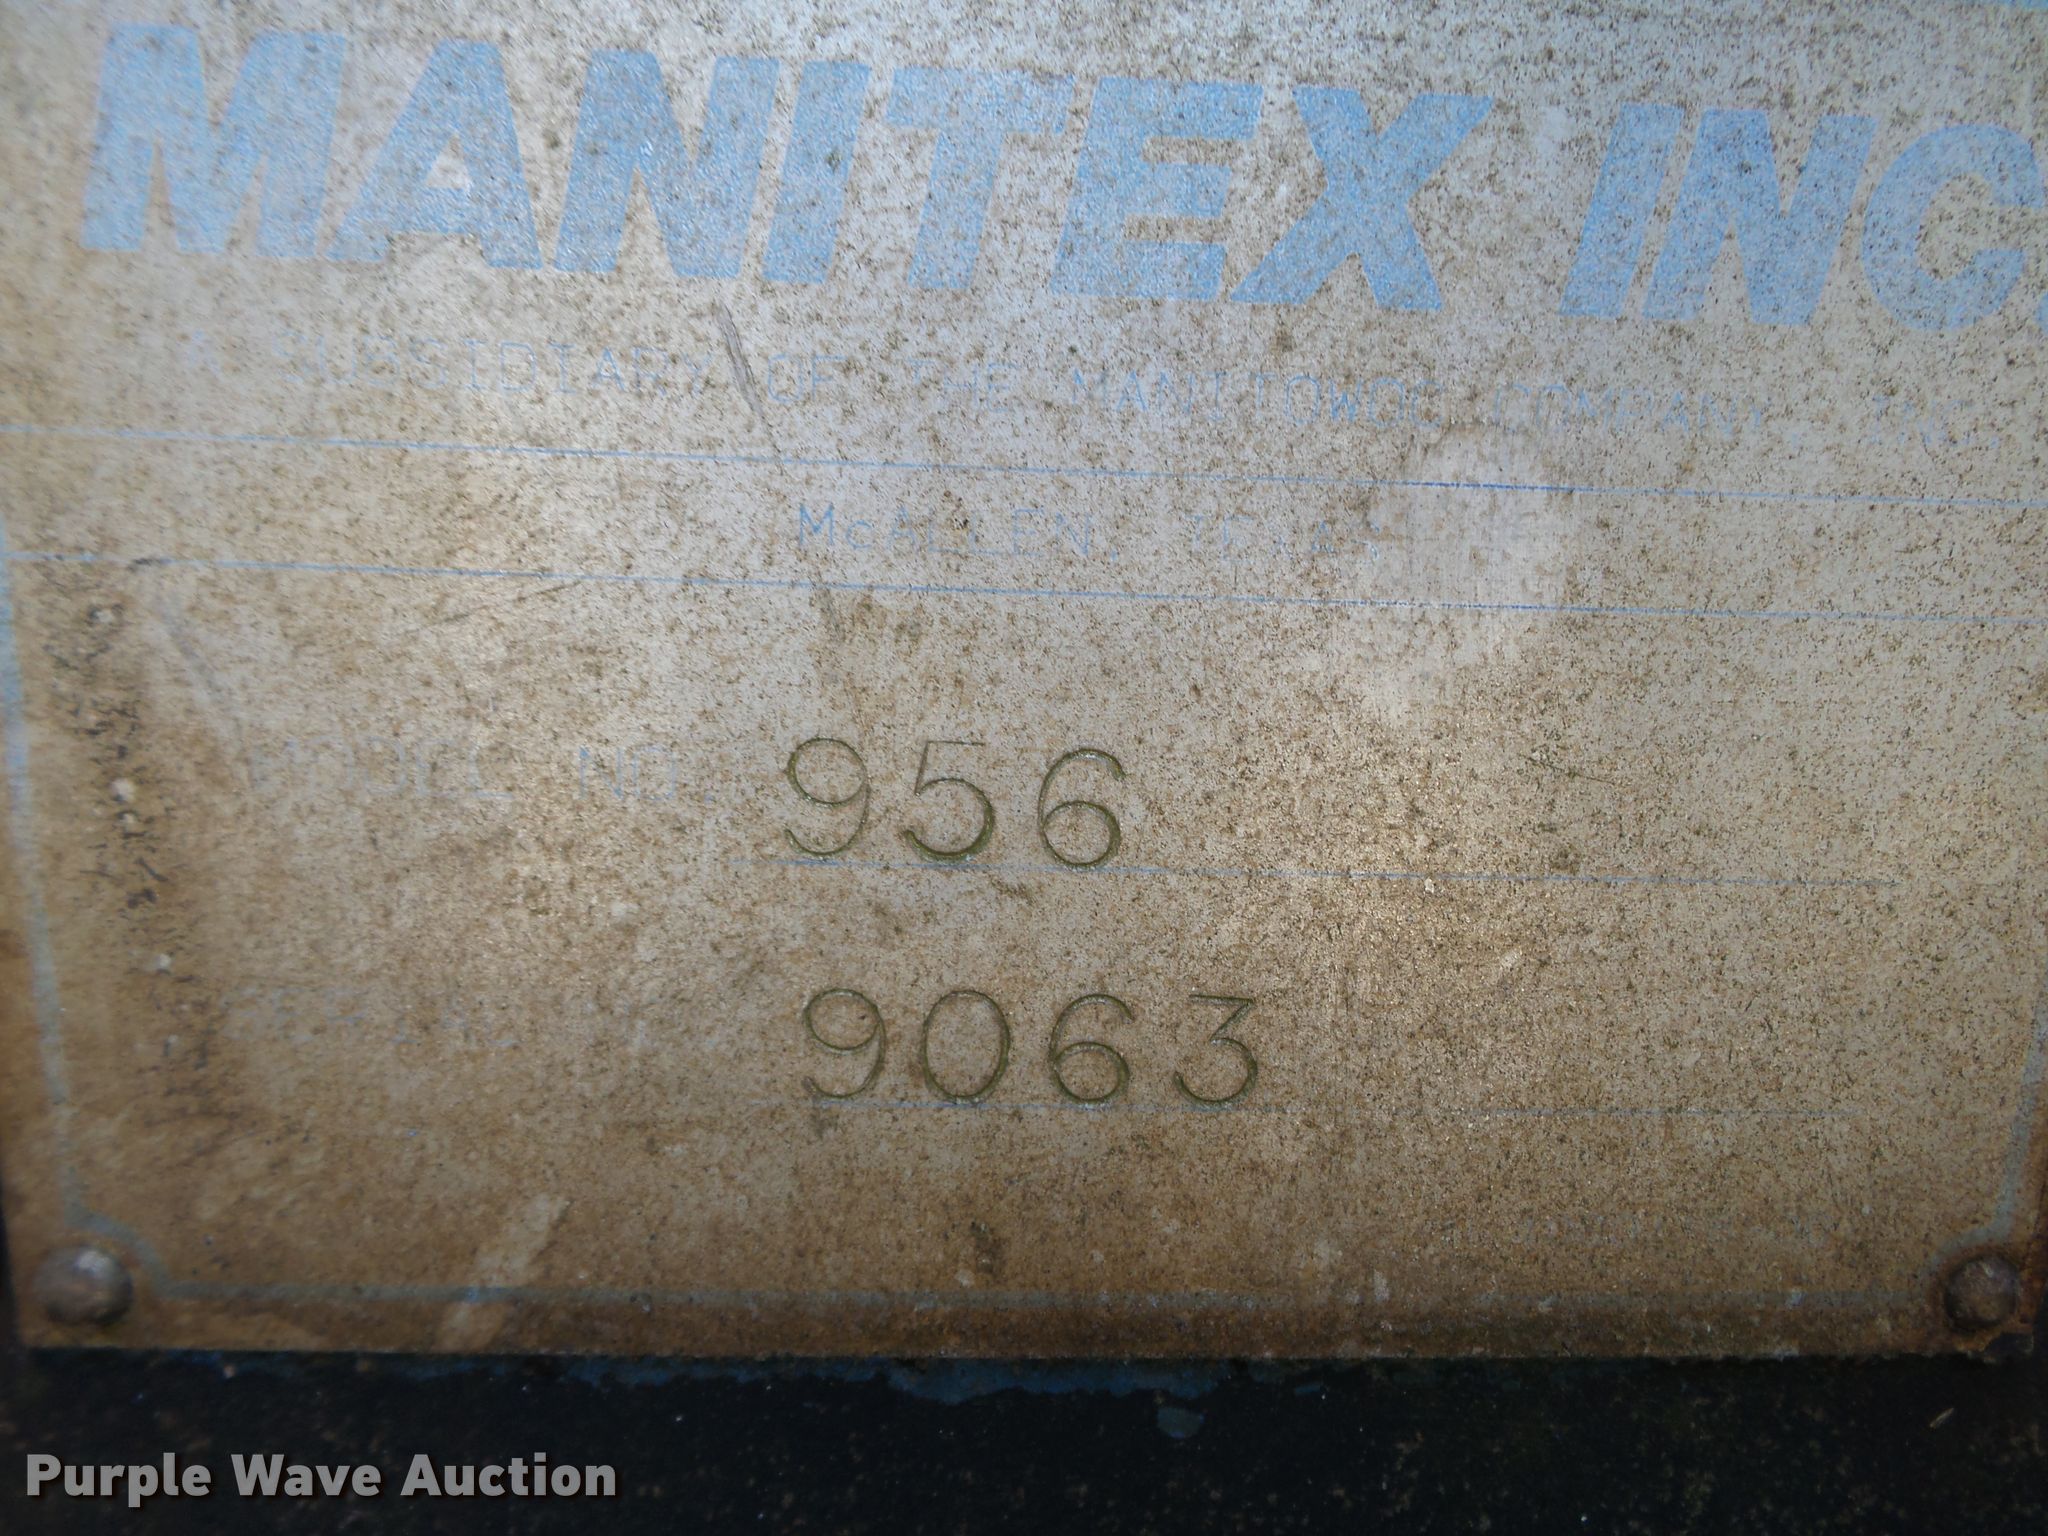 MANITEX INC.
A SUBSIDIARY OF THE MANITOWOC COMPANY, INC.
McALLEN, TEXAS
MODEL NO. 956
9063
Purple Wave Auction